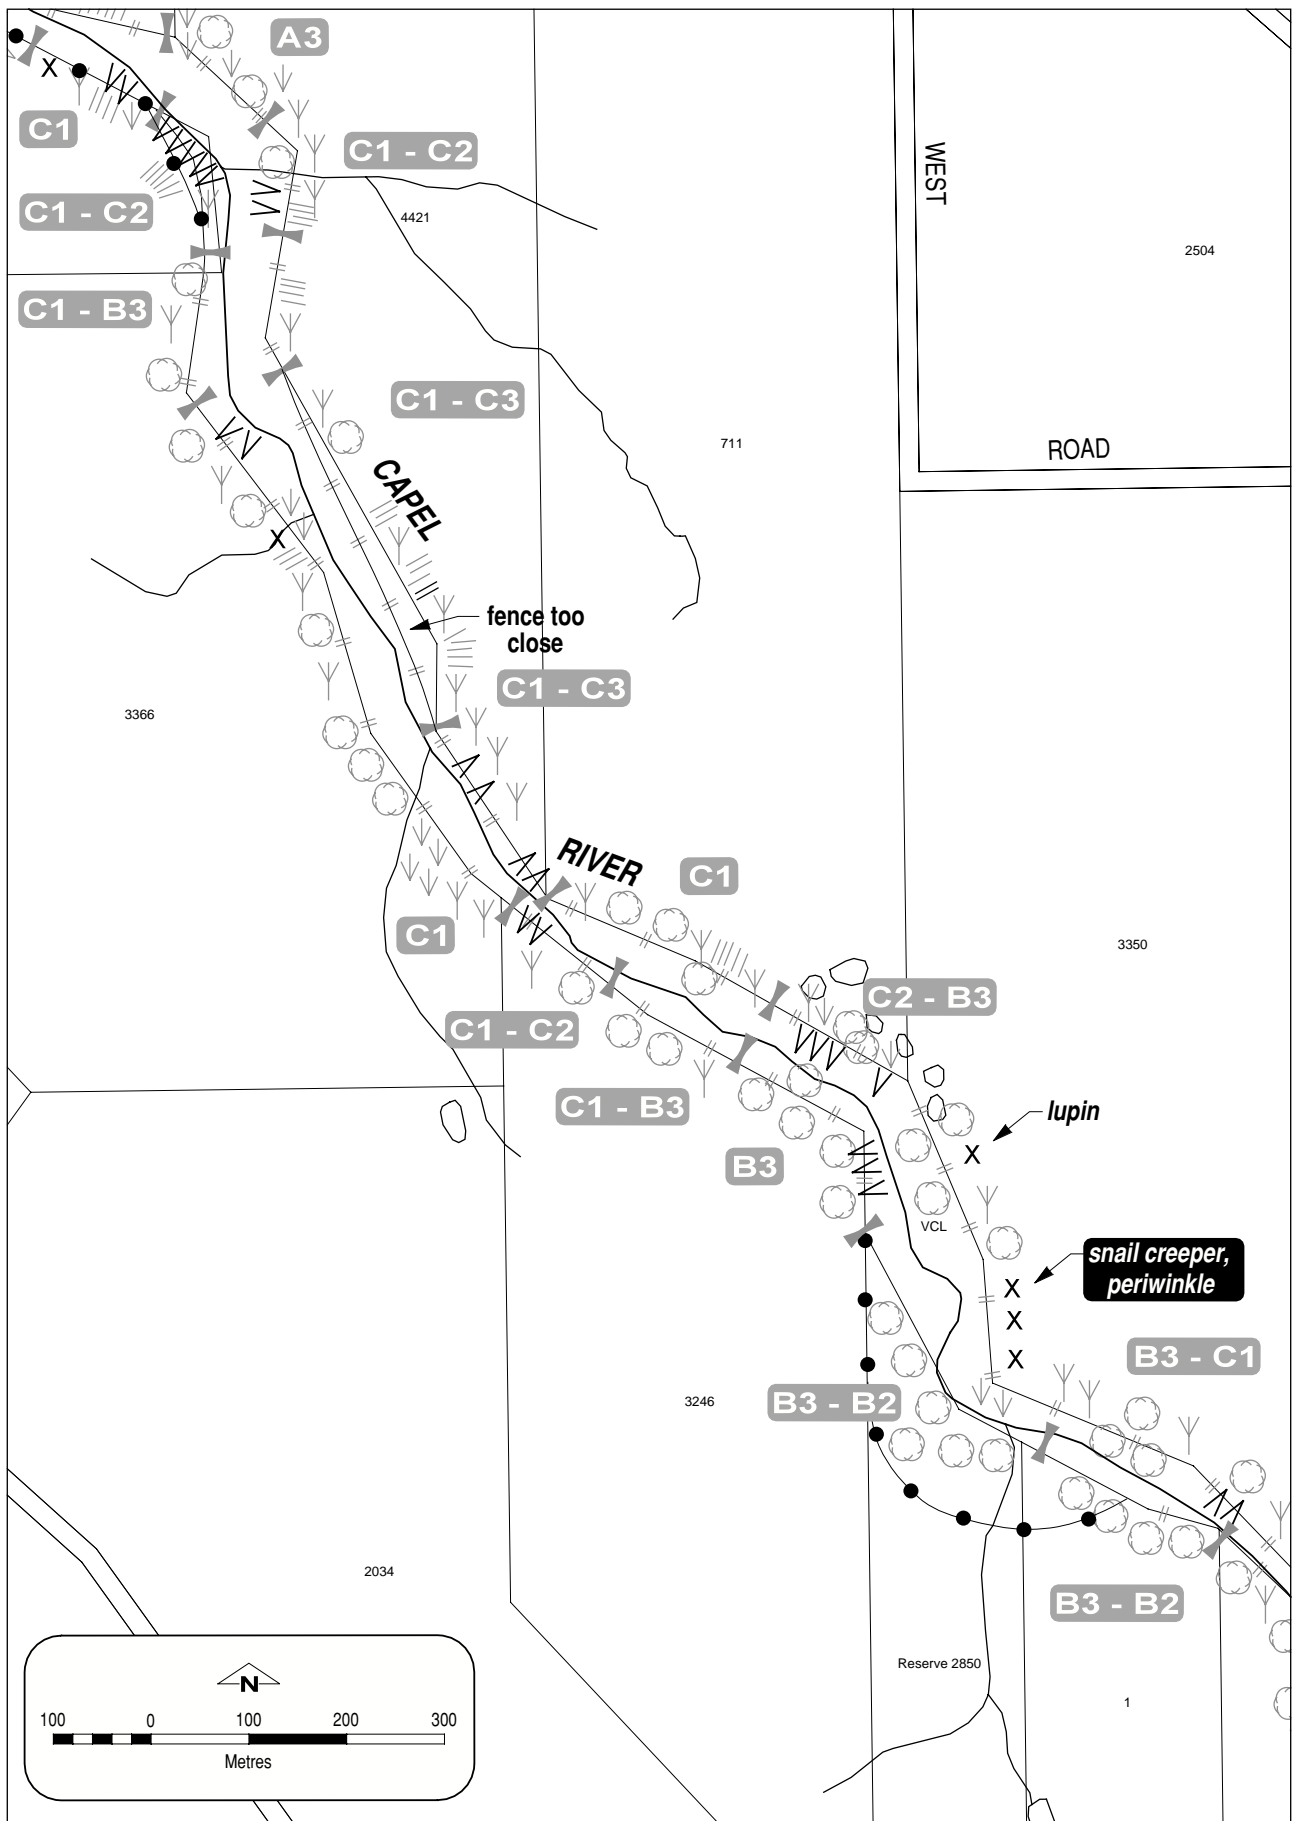 A3
X
C1
C1 - C2
WEST
C1 - C2
4421
2504
C1 - B3
C1 - C3
711
ROAD
CAPEL
X
fence too
close
C1 - C3
3366
RIVER
C1
C1
3350
C2 - B3
C1 - C2
C1 - B3
lupin
X
B3
VCL
snail creeper,
periwinkle
X
X
X
B3 - C1
3246
B3 - B2
2034
B3 - B2
Reserve 2850
1
N
100 0 100 200 300
Metres